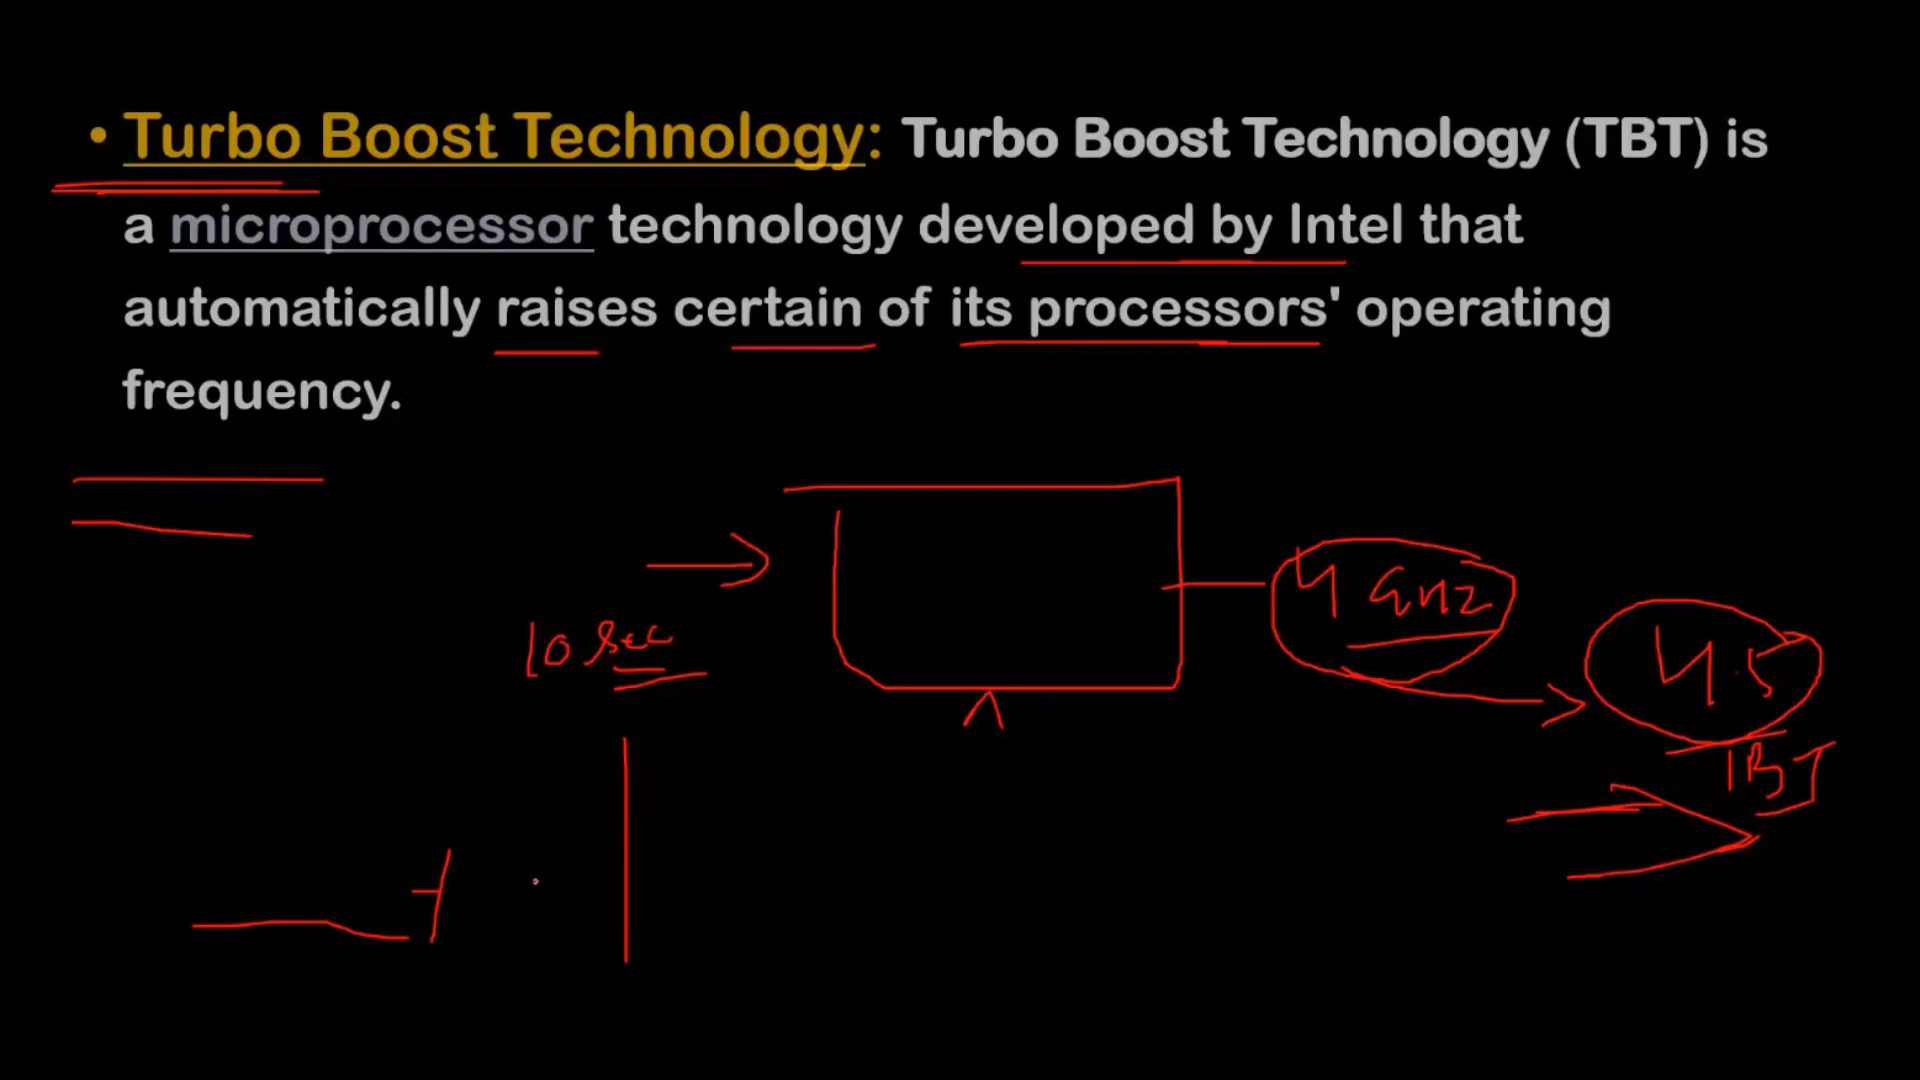 • Turbo Boost Technology: Turbo Boost Technology (TBT) is
a microprocessor technology developed by Intel that
automatically raises certain of its processors' operating
frequency.
4 GHz
10 sec
4.5
TBT